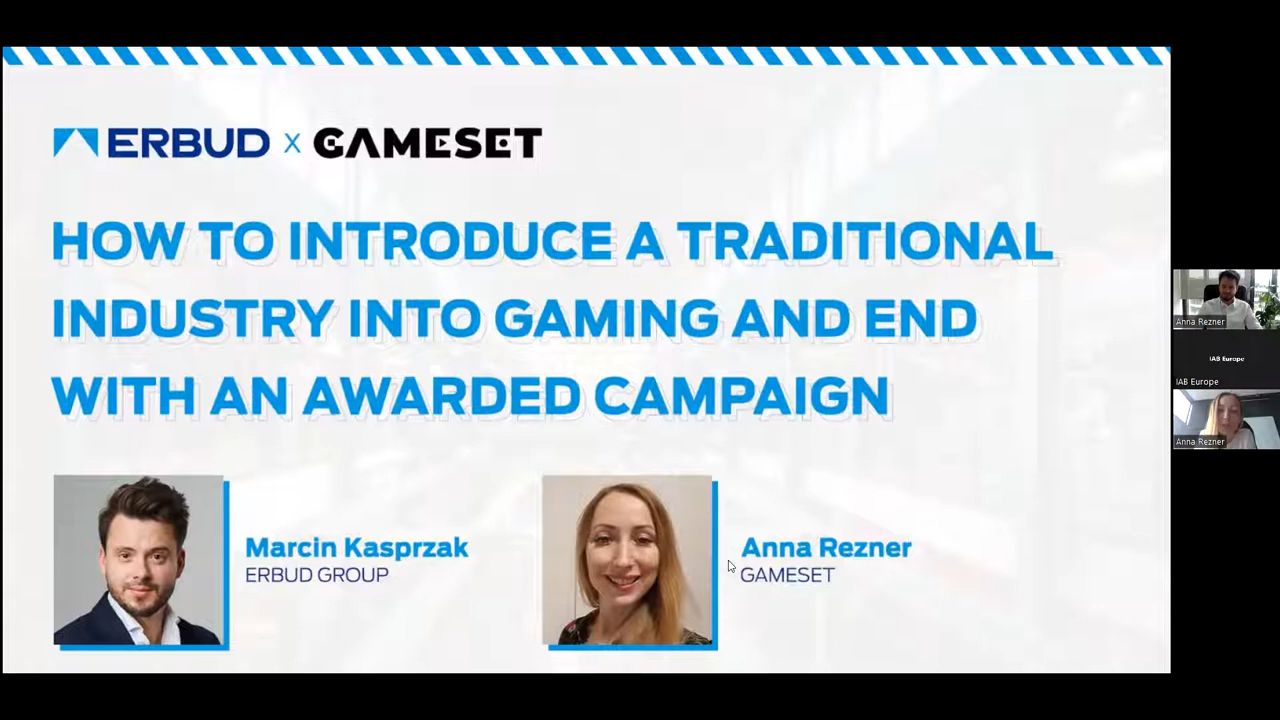 ERBUD x GAMESET
HOW TO INTRODUCE A TRADITIONAL
INDUSTRY INTO GAMING AND END
WITH AN AWARDED CAMPAIGN
Marcin Kasprzak
ERBUD GROUP
Anna Rezner
GAMESET
Anna Rezner
IAB Europe
IAB Europe
Anna Rezner